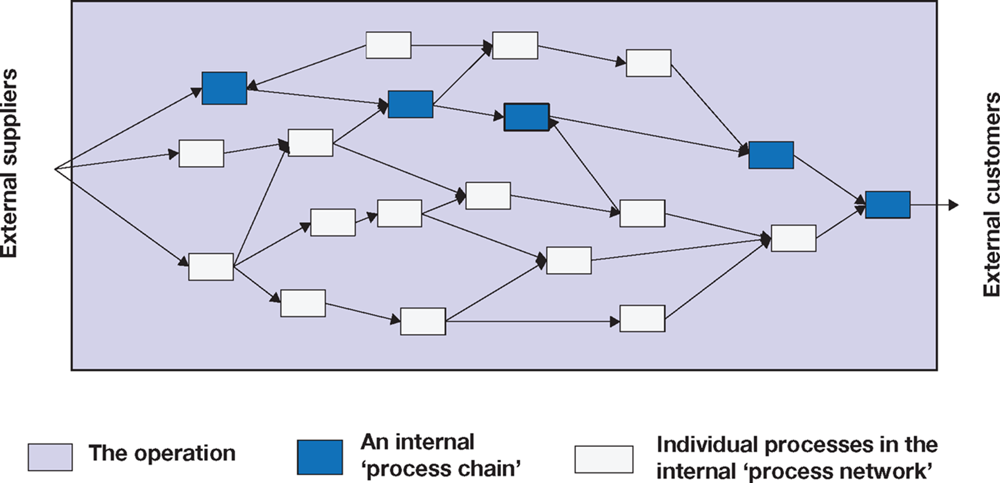 External suppliers
External customers
The operation
An internal
‘process chain’
Individual processes in the
internal ‘process network’